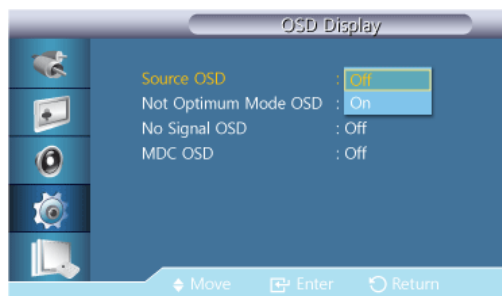 OSD Display
Source OSD : Off
Not Optimum Mode OSD : On
No Signal OSD : Off
MDC OSD : Off
Move Enter Return